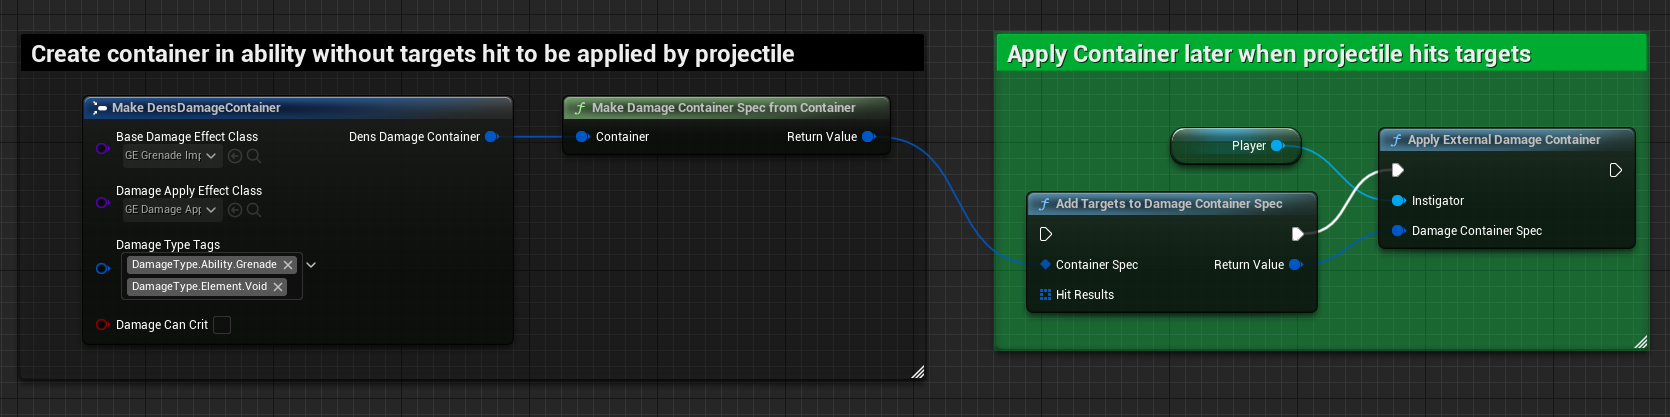 Create container in ability without targets hit to be applied by projectile
Make DensDamageContainer
Base Damage Effect Class
Dens Damage Container
GE Grenade Imp
Damage Apply Effect Class
GE Damage App
Damage Type Tags
DamageType.Ability.Grenade
DamageType.Element.Void
Damage Can Crit
Make Damage Container Spec from Container
Container
Return Value
Apply Container later when projectile hits targets
Player
Add Targets to Damage Container Spec
Container Spec
Return Value
Hit Results
Apply External Damage Container
Instigator
Damage Container Spec